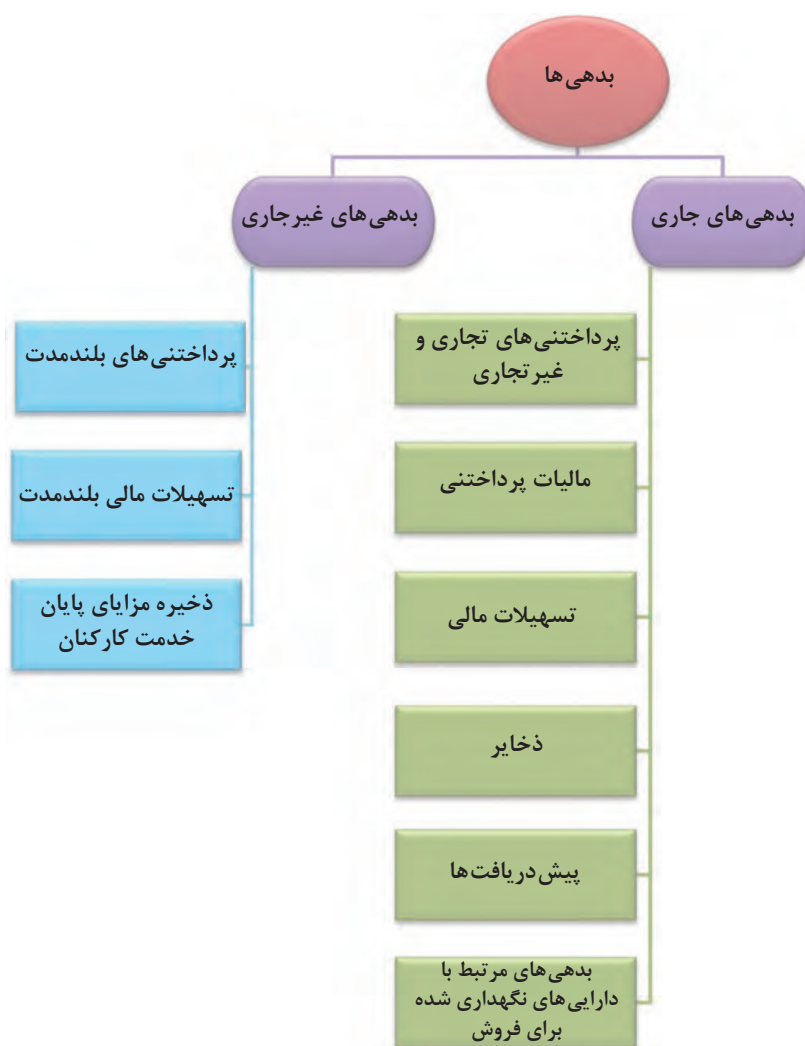 بدهی‌ها
بدهی‌های جاری
پرداختنی‌های تجاری و
غیرتجاری
مالیات پرداختنی
تسهیلات مالی
ذخایر
پیش‌دریافت‌ها
بدهی‌های مرتبط با
دارایی‌های نگهداری شده
برای فروش
بدهی‌های غیرجاری
پرداختنی‌های بلندمدت
تسهیلات مالی بلندمدت
ذخیره مزایای پایان
خدمت کارکنان